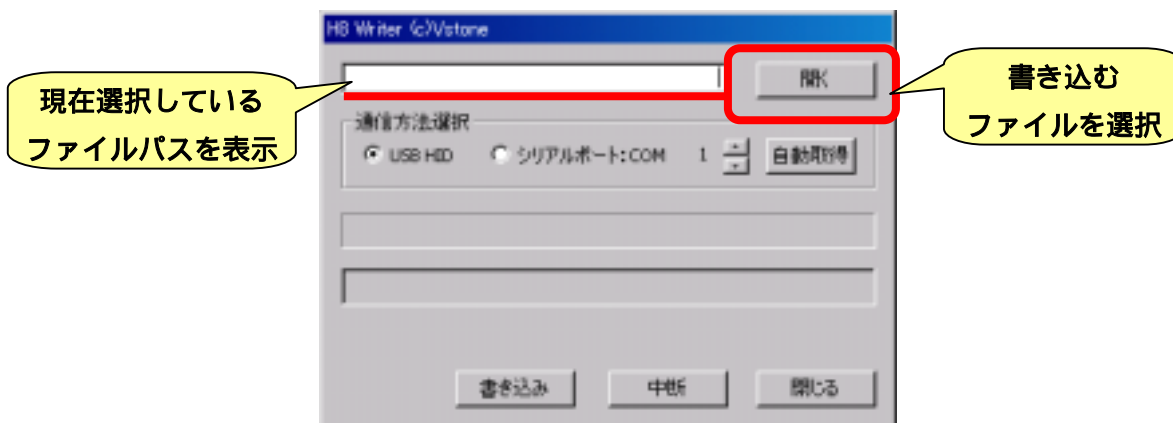 H8 Writer (c)Vstone
開く
現在選択している
ファイルパスを表示
書き込む
ファイルを選択
通信方法選択
USB HID シリアルポート:COM 1 自動取得
書き込み 中断 閉じる